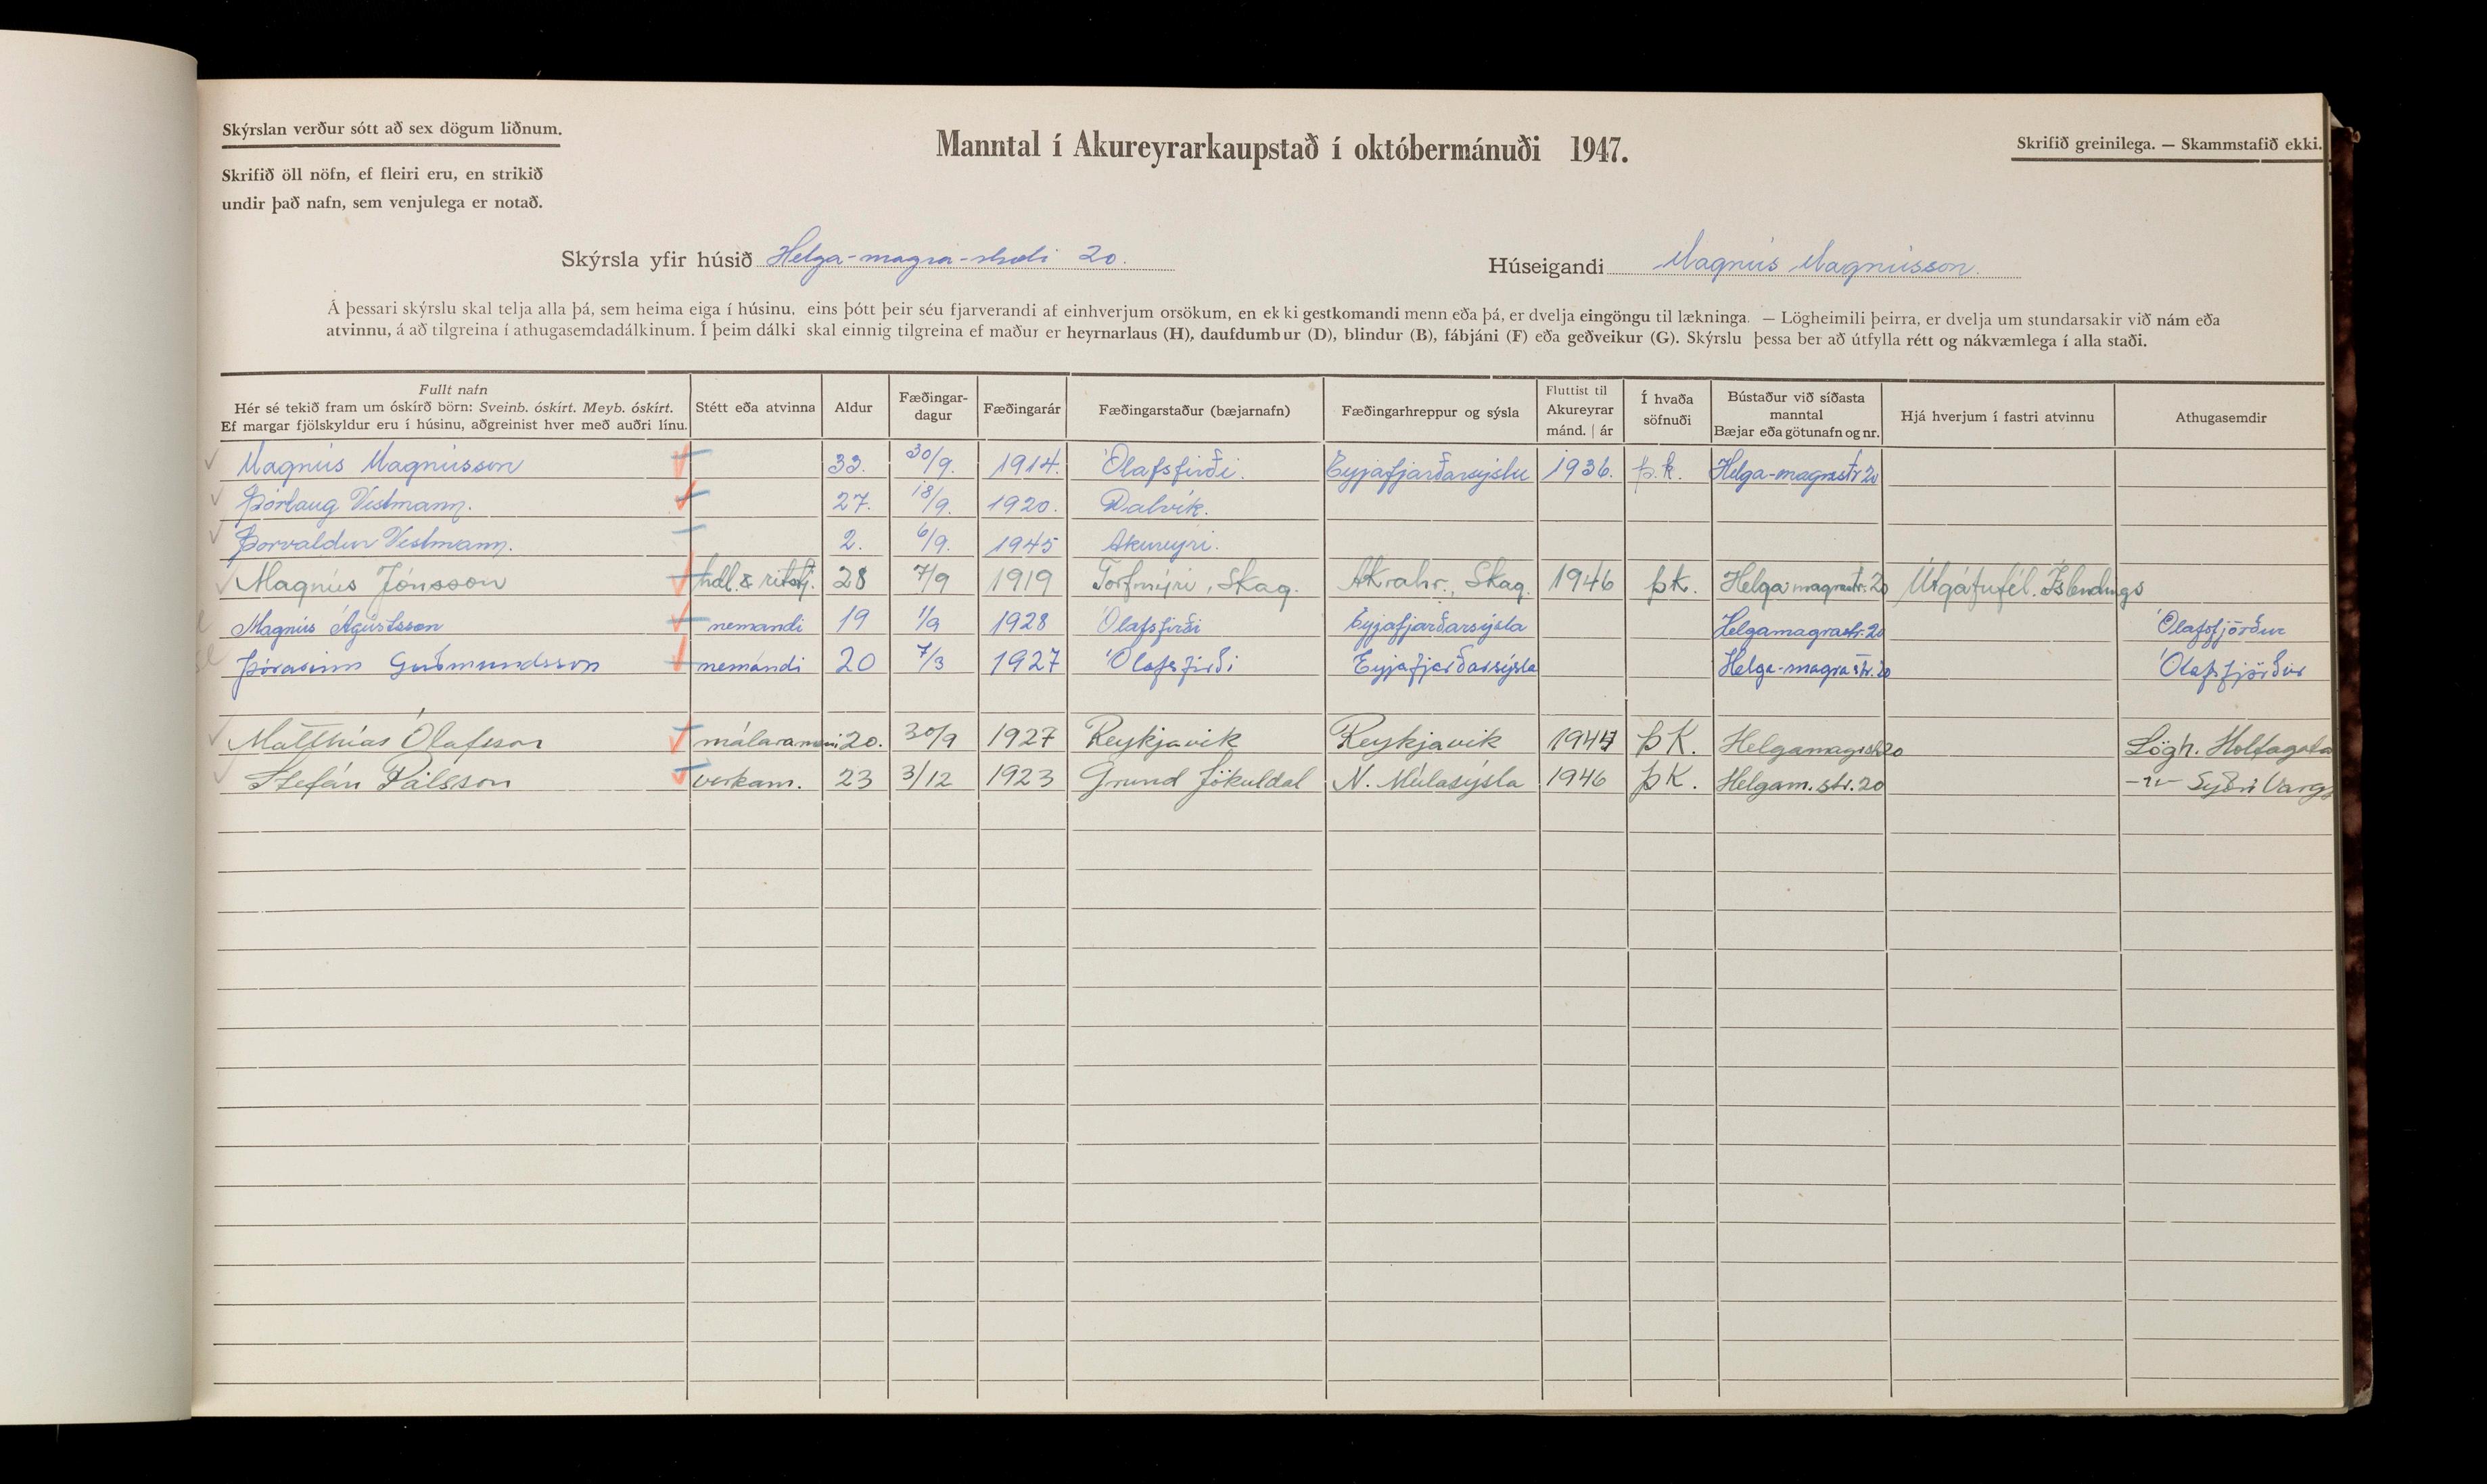 Skýrslan verður sótt að sex dögum liðnum.
Skrifið öll nöfn, ef fleiri eru, en strikið
undir það nafn, sem venjulega er notað.
Manntal í Akureyrarkaupstað í októbermánuði 1947.
Skrifið greinilega. — Skammstafið ekki.
Skýrsla yfir húsið Helga-magra-stræti 20.
Húseigandi Magnús Magnússon.
Á þessari skýrslu skal telja alla þá, sem heima eiga í húsinu, eins þótt þeir séu fjarverandi af einhverjum orsökum, en ekki gestkomandi menn eða þá, er dvelja eingöngu til lækninga. — Lögheimili þeirra, er dvelja um stundarsakir við nám eða
atvinnu, á að tilgreina í athugasemdadálkinum. Í þeim dálki skal einnig tilgreina ef maður er heyrnarlaus (H), daufdumbur (D), blindur (B), fábjáni (F) eða geðveikur (G). Skýrslu þessa ber að útfylla rétt og nákvæmlega í alla staði.
Fullt nafn
Hér sé tekið fram um óskírð börn: Sveinb. óskírt. Meyb. óskírt.
Ef margar fjölskyldur eru í húsinu, aðgreinist hver með auðri línu.
Stétt eða atvinna
Aldur
Fæðingar-
dagur
Fæðingarár
Fæðingarstaður (bæjarnafn)
Fæðingarhreppur og sýsla
Fluttist til
Akureyrar
mánd. | ár
Í hvaða
söfnuði
Bústaður við síðasta
manntal
Bæjar eða götunafn og nr.
Hjá hverjum í fastri atvinnu
Athugasemdir
Magnús Magnússon 33. 30/9. 1914. Ólafsfirði. Eyjafjarðarsýslu 1936. þ.k. Helga-magrastr 20
Þórlaug Vestmann. 27. 18/9. 1920. Dalvík.
Þorvaldur Vestmann. 2. 6/9. 1945 Akureyri.
Magnús Jónsson hdl. & ritstj. 28 7/9 1919 Torfmýri, Skag. Akrahr., Skag. 1946 þk. Helga magrastr. 20 Útgáfufél. Íslendings
Magnús Ágústsson nemandi 19 1/9 1928 Ólafsfirði Eyjafjarðarsýsla Helgamagrastr. 20 Ólafsfjörður
Þórarinn Guðmundsson nemandi 20 7/3 1927 Ólafsfirði Eyjafjarðarsýsla Helga-magrastr. 20 Ólafsfjörður
Matthías Ólafsson 20. 30/9 1927 Reykjavík Reykjavík 1947 þK. Lögh. Holtagata
Stefán Pálsson verkam. 23 3/12 1923 Grund Jökuldal N. Múlasýsla 1946 þK. Helgam.str. 20 Syðri Varg